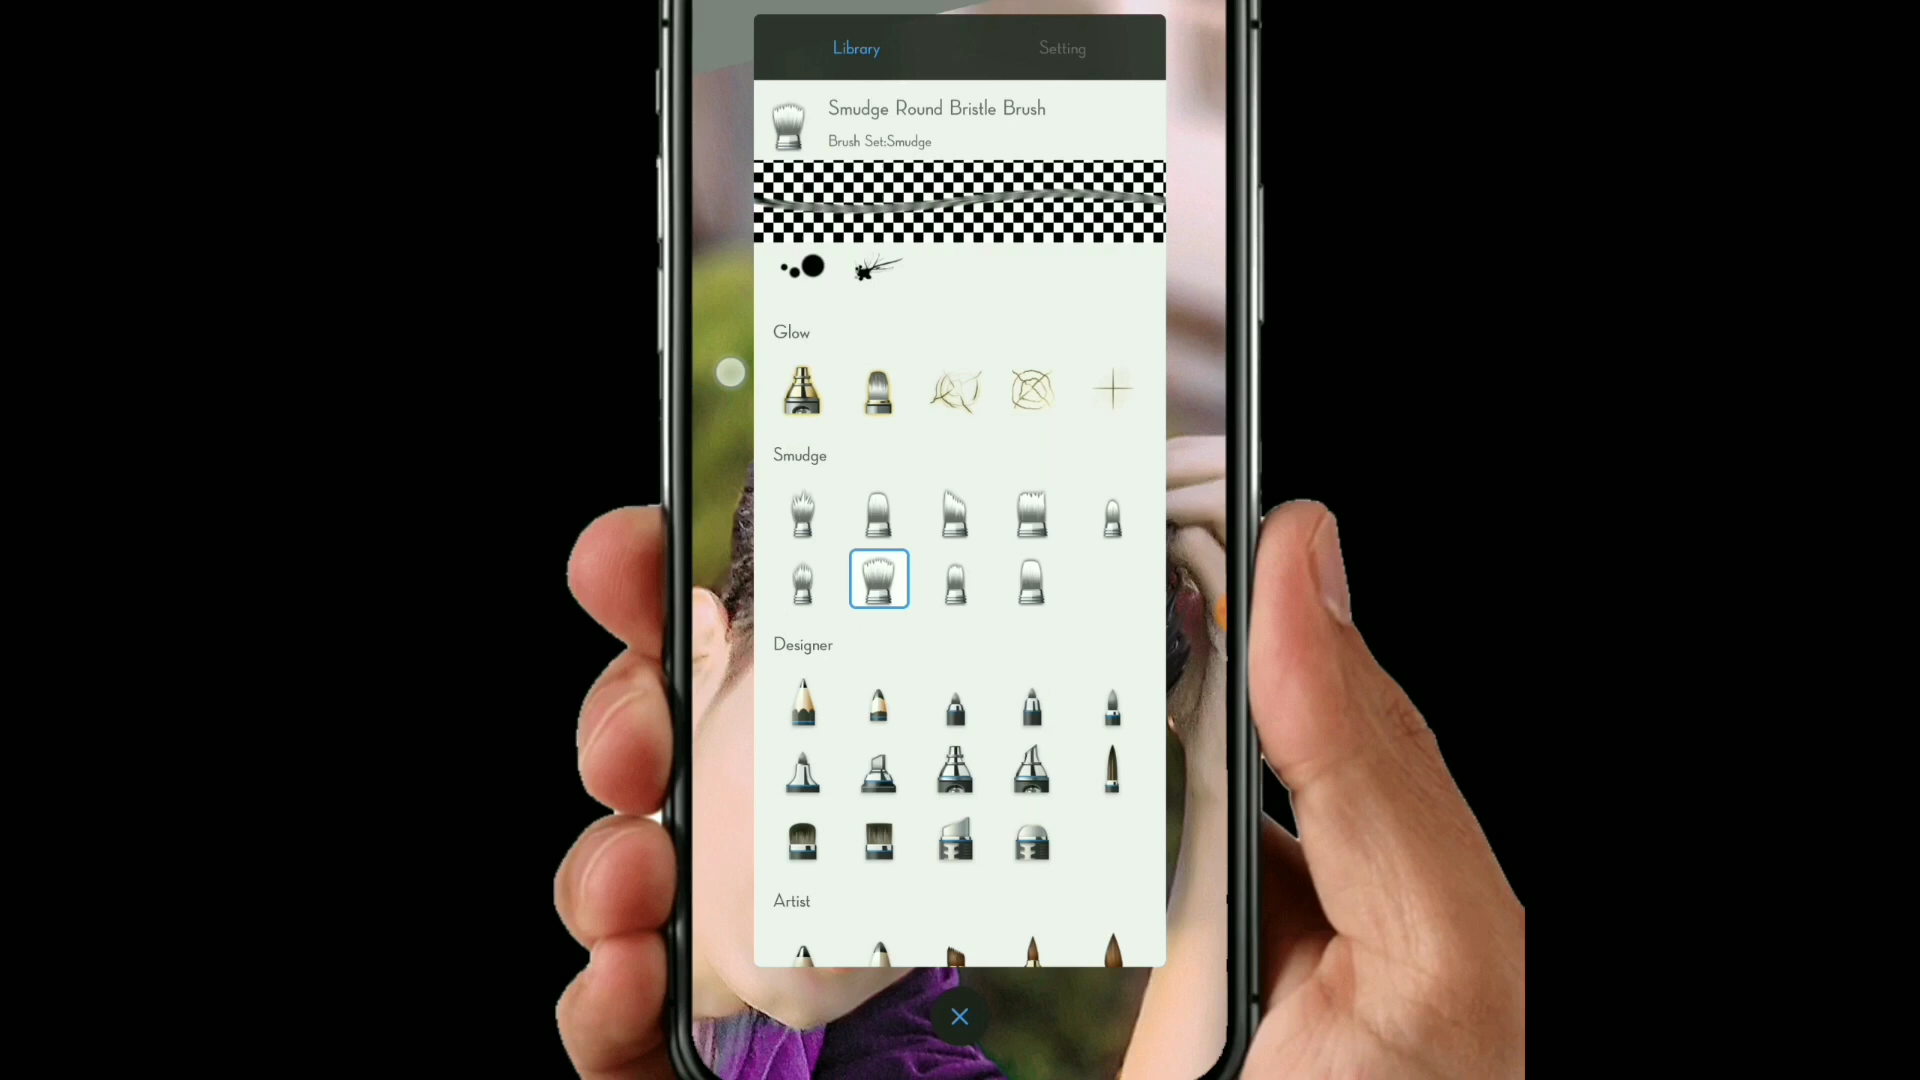 Library
Setting
Smudge Round Bristle Brush
Brush Set:Smudge
Glow
Smudge
Designer
Artist